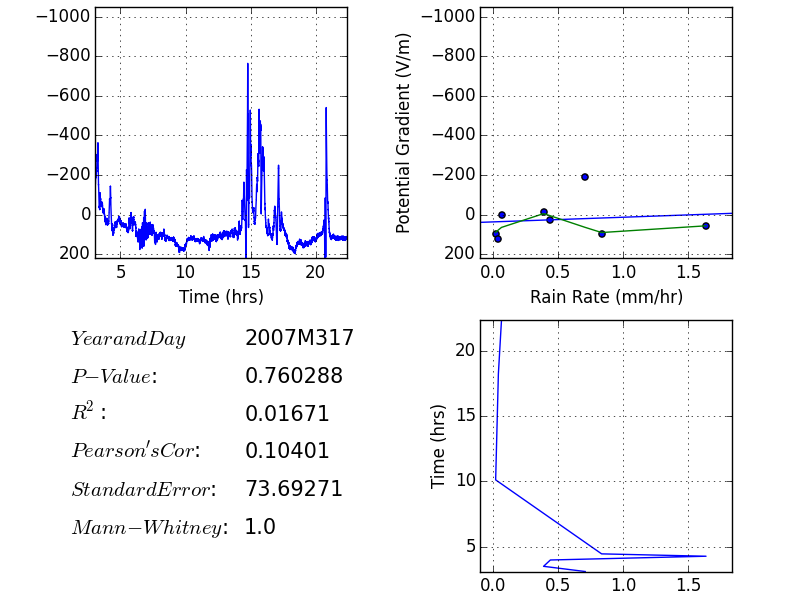 −1000
−800
−600
−400
−200
0
200
5 10 15 20
Time (hrs)
Potential Gradient (V/m)
−1000
−800
−600
−400
−200
0
200
0.0 0.5 1.0 1.5
Rain Rate (mm/hr)
YearandDay 2007M317
P−Value: 0.760288
R²: 0.01671
Pearson′sCor: 0.10401
StandardError: 73.69271
Mann−Whitney: 1.0
Time (hrs)
20
15
10
5
0.0 0.5 1.0 1.5